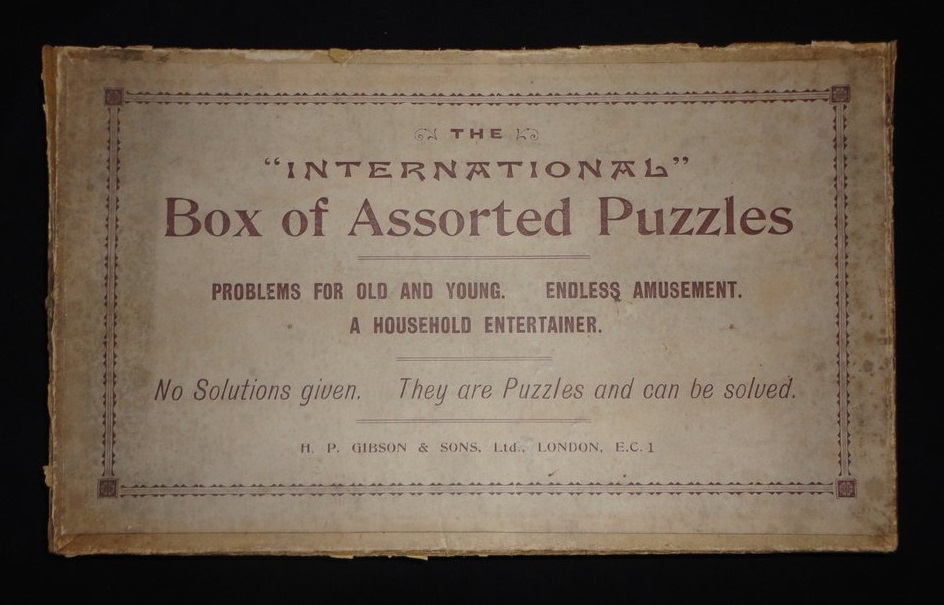 THE
"INTERNATIONAL"
Box of Assorted Puzzles
PROBLEMS FOR OLD AND YOUNG. ENDLESS AMUSEMENT.
A HOUSEHOLD ENTERTAINER.
No Solutions given. They are Puzzles and can be solved.
H. P. GIBSON & SONS, Ltd., LONDON, E.C. 1